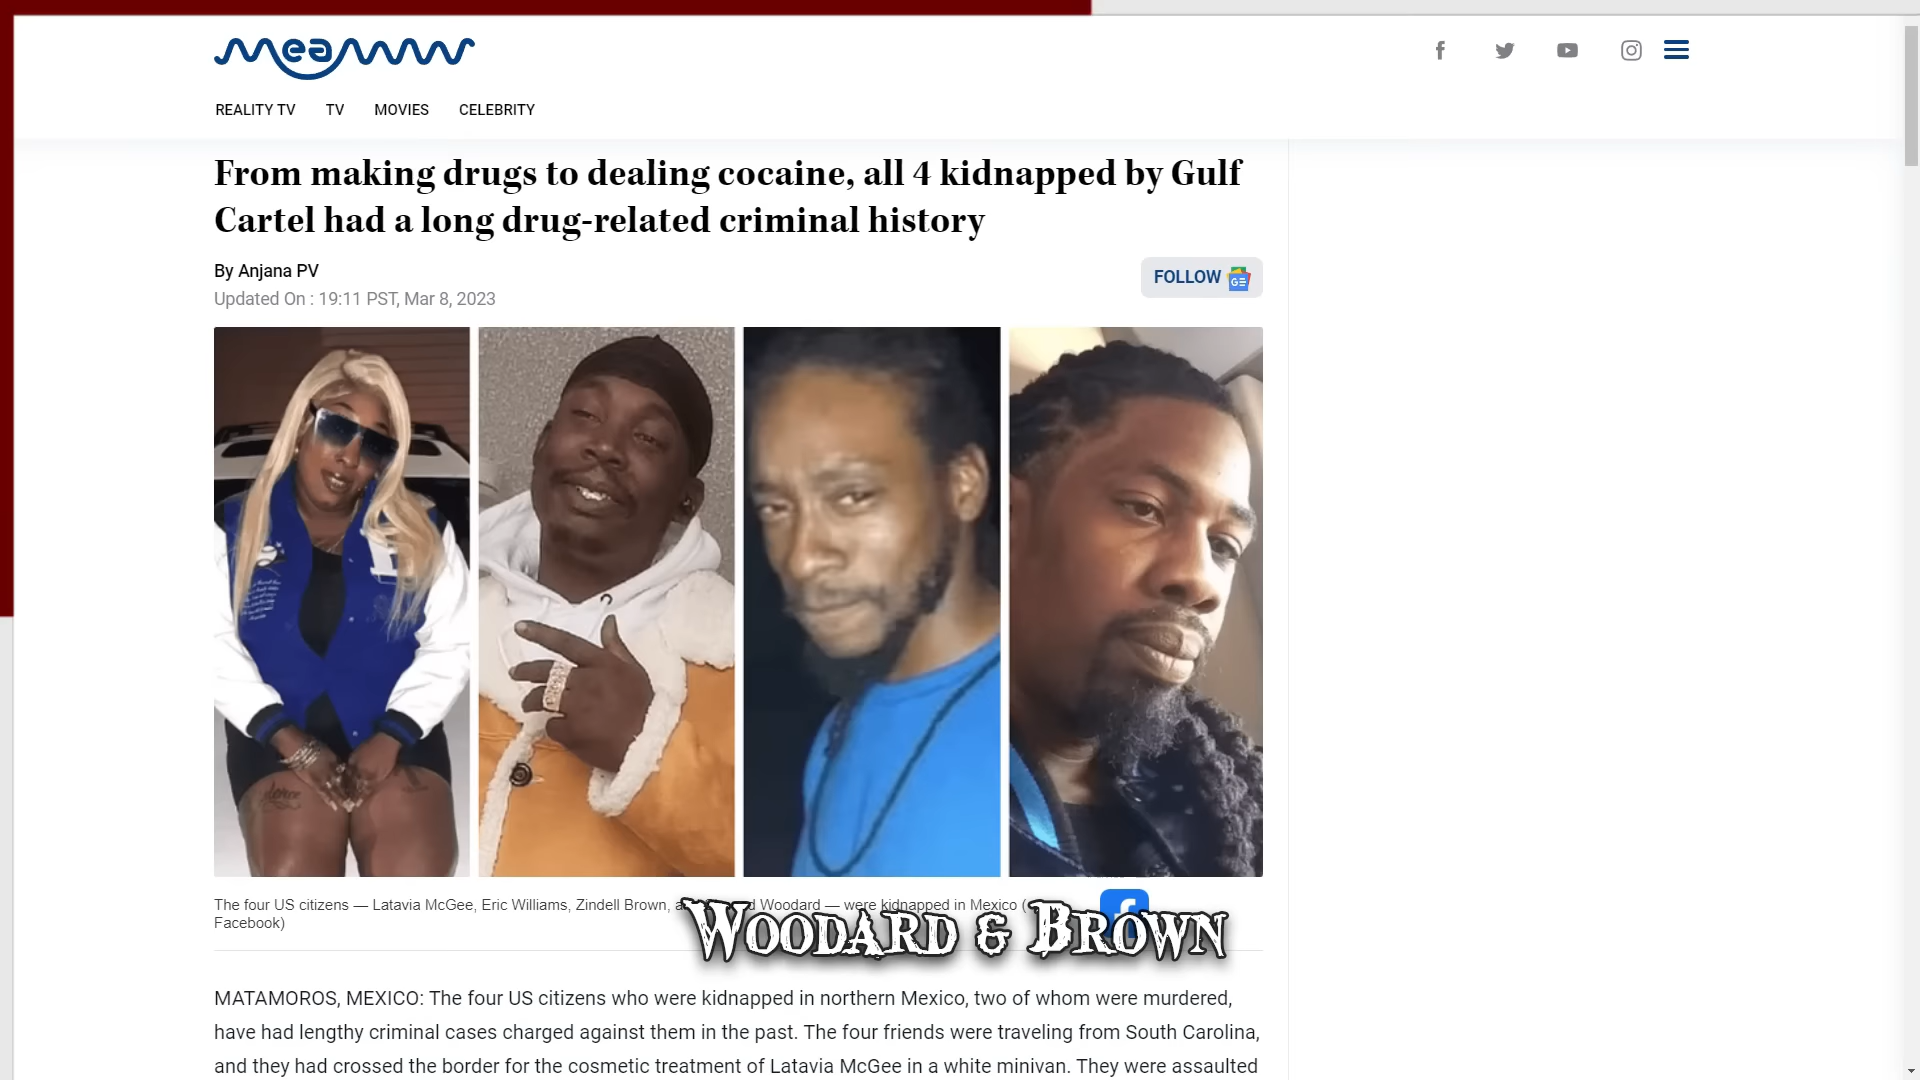 meaww
REALITY TV TV MOVIES CELEBRITY
From making drugs to dealing cocaine, all 4 kidnapped by Gulf
Cartel had a long drug-related criminal history
By Anjana PV
FOLLOW
Updated On : 19:11 PST, Mar 8, 2023
The four US citizens — Latavia McGee, Eric Williams, Zindell Brown, Woodard — were kidnapped in Mexico (
Facebook)
WOODARD & BROWN
MATAMOROS, MEXICO: The four US citizens who were kidnapped in northern Mexico, two of whom were murdered,
have had lengthy criminal cases charged against them in the past. The four friends were traveling from South Carolina,
and they had crossed the border for the cosmetic treatment of Latavia McGee in a white minivan. They were assaulted